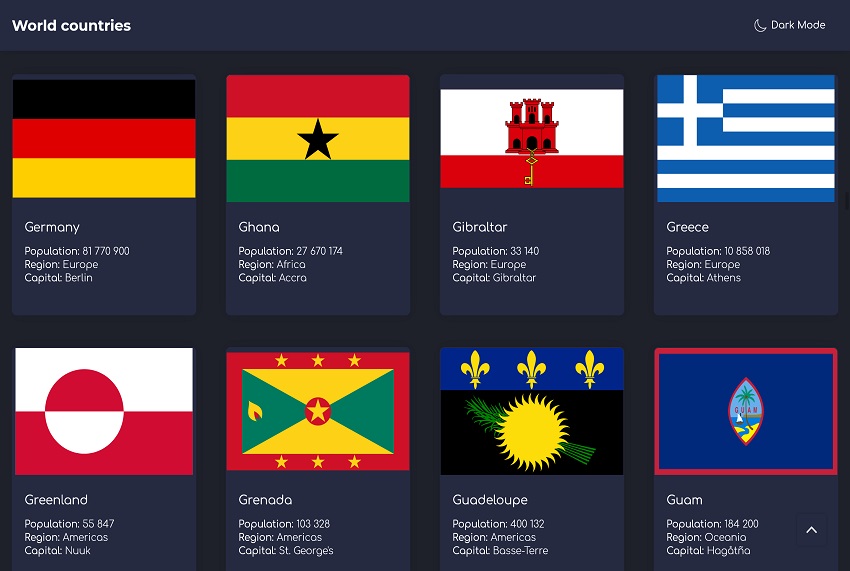 World countries
Dark Mode
Germany
Population: 81 770 900
Region: Europe
Capital: Berlin
Ghana
Population: 27 670 174
Region: Africa
Capital: Accra
Gibraltar
Population: 33 140
Region: Europe
Capital: Gibraltar
Greece
Population: 10 858 018
Region: Europe
Capital: Athens
Greenland
Population: 55 847
Region: Americas
Capital: Nuuk
Grenada
Population: 103 328
Region: Americas
Capital: St. George's
Guadeloupe
Population: 400 132
Region: Americas
Capital: Basse-Terre
GUAM
Guam
Population: 184 200
Region: Oceania
Capital: Hagåtña